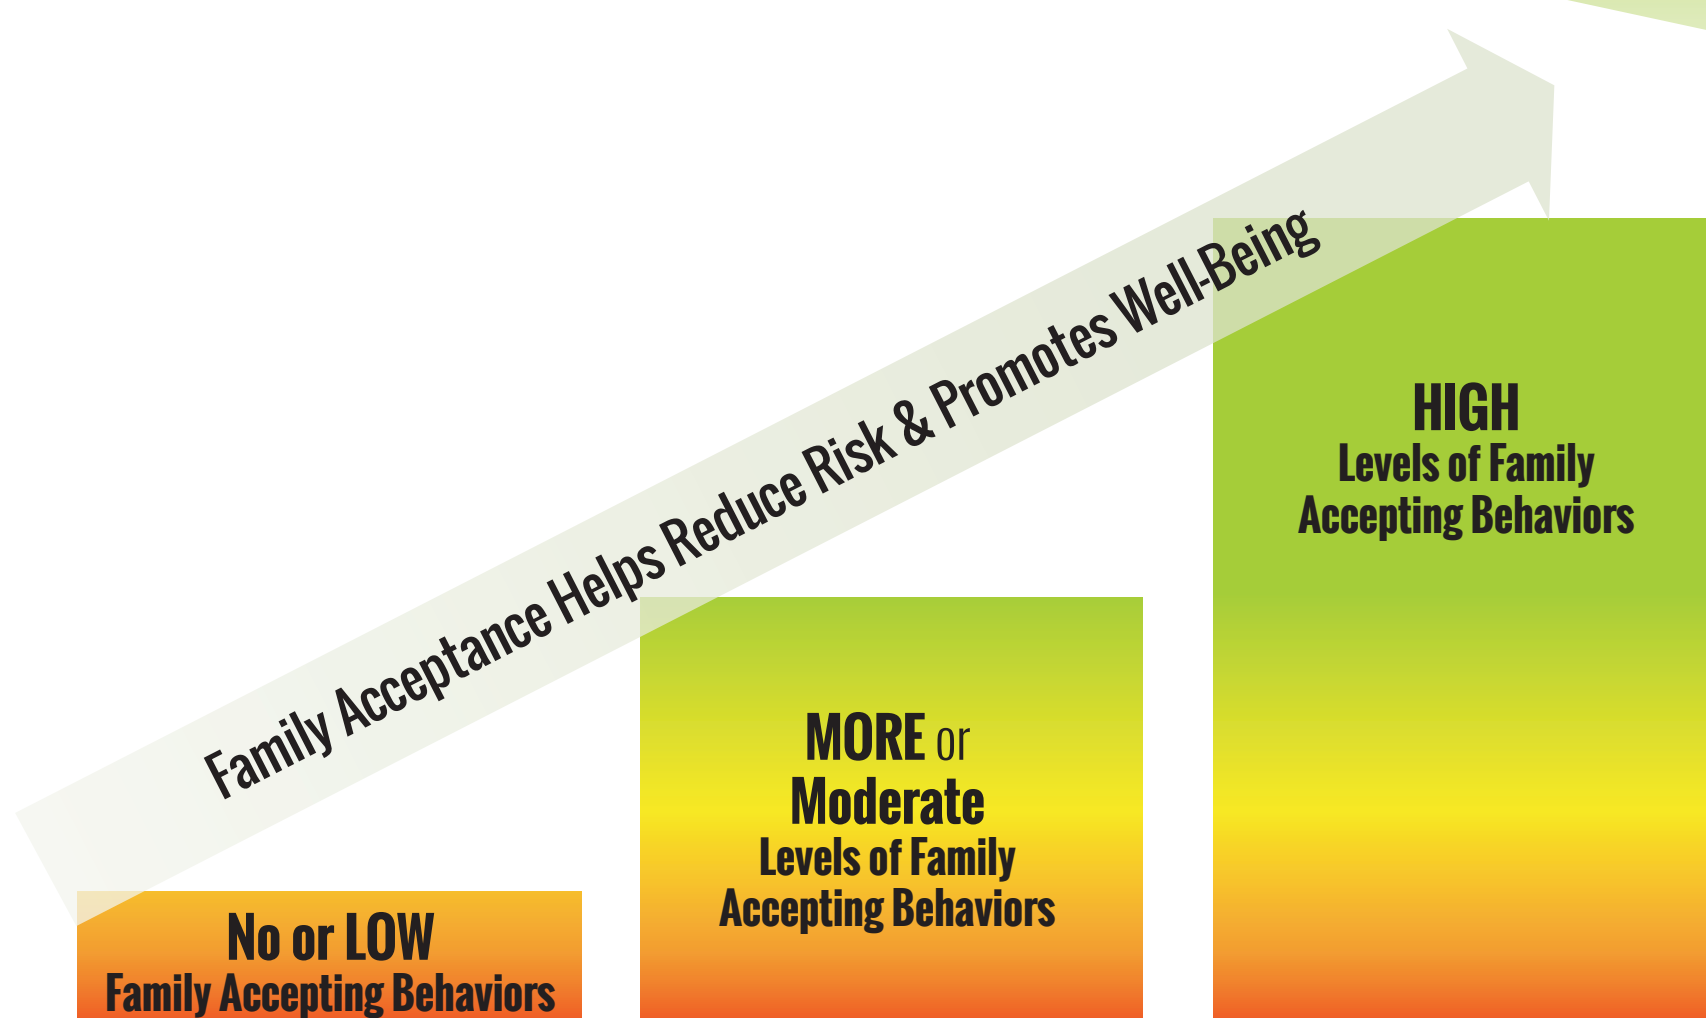 Family Acceptance Helps Reduce Risk & Promotes Well-Being
No or LOW
Family Accepting Behaviors
MORE or
Moderate
Levels of Family
Accepting Behaviors
HIGH
Levels of Family
Accepting Behaviors